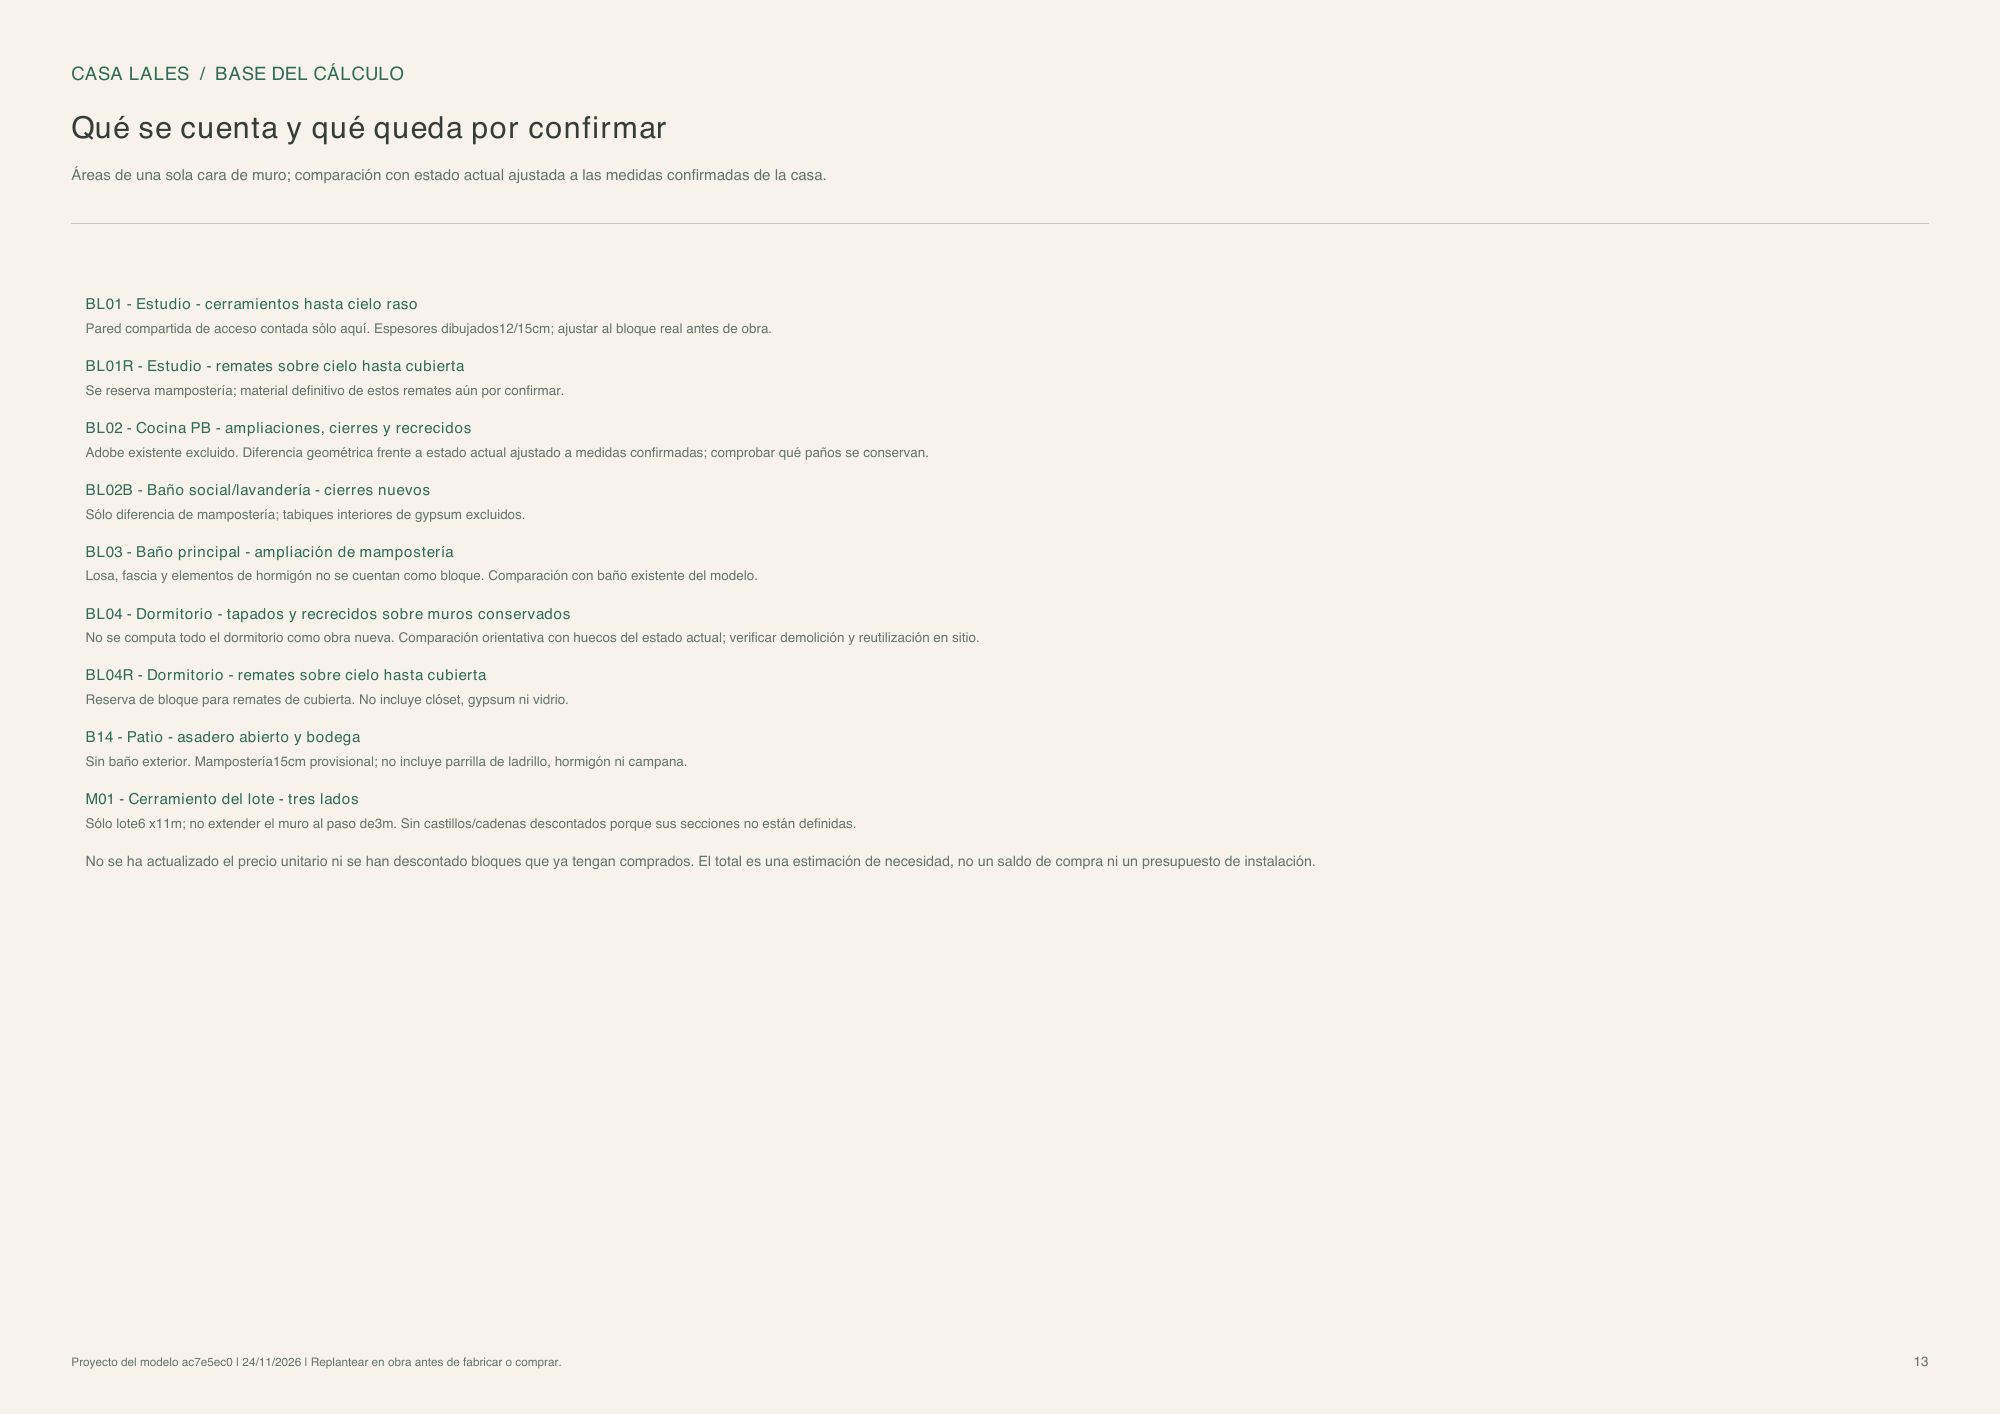 CASA LALES / BASE DEL CÁLCULO
Qué se cuenta y qué queda por confirmar
Áreas de una sola cara de muro; comparación con estado actual ajustada a las medidas confirmadas de la casa.
BL01 - Estudio - cerramientos hasta cielo raso
Pared compartida de acceso contada sólo aquí. Espesores dibujados12/15cm; ajustar al bloque real antes de obra.
BL01R - Estudio - remates sobre cielo hasta cubierta
Se reserva mampostería; material definitivo de estos remates aún por confirmar.
BL02 - Cocina PB - ampliaciones, cierres y recrecidos
Adobe existente excluido. Diferencia geométrica frente a estado actual ajustado a medidas confirmadas; comprobar qué paños se conservan.
BL02B - Baño social/lavandería - cierres nuevos
Sólo diferencia de mampostería; tabiques interiores de gypsum excluidos.
BL03 - Baño principal - ampliación de mampostería
Losa, fascia y elementos de hormigón no se cuentan como bloque. Comparación con baño existente del modelo.
BL04 - Dormitorio - tapados y recrecidos sobre muros conservados
No se computa todo el dormitorio como obra nueva. Comparación orientativa con huecos del estado actual; verificar demolición y reutilización en sitio.
BL04R - Dormitorio - remates sobre cielo hasta cubierta
Reserva de bloque para remates de cubierta. No incluye clóset, gypsum ni vidrio.
B14 - Patio - asadero abierto y bodega
Sin baño exterior. Mampostería15cm provisional; no incluye parrilla de ladrillo, hormigón ni campana.
M01 - Cerramiento del lote - tres lados
Sólo lote6 x11m; no extender el muro al paso de3m. Sin castillos/cadenas descontados porque sus secciones no están definidas.
No se ha actualizado el precio unitario ni se han descontado bloques que ya tengan comprados. El total es una estimación de necesidad, no un saldo de compra ni un presupuesto de instalación.
Proyecto del modelo ac7e5ec0 | 24/11/2026 | Replantear en obra antes de fabricar o comprar.
13